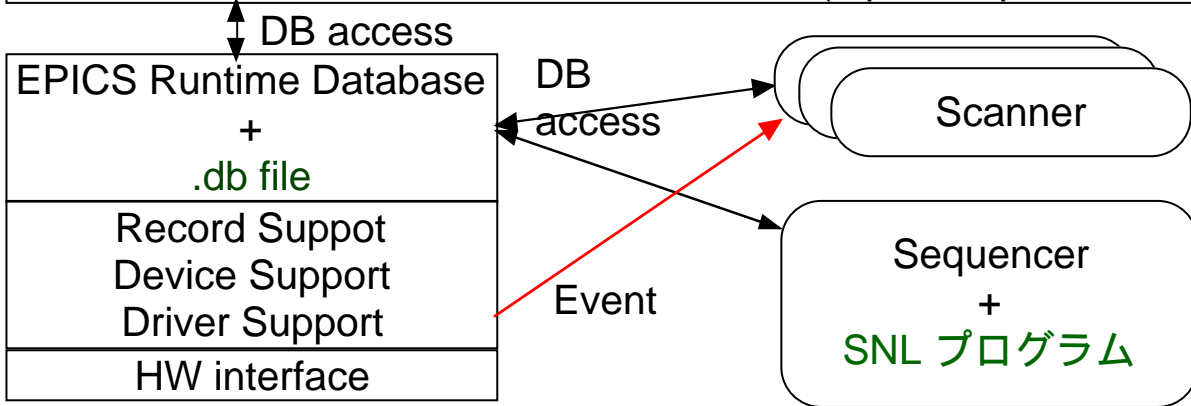 DB access
EPICS Runtime Database
+
.db file
DB
access
Scanner
Record Suppot
Device Support
Driver Support
Event
Sequencer
+
SNL プログラム
HW interface